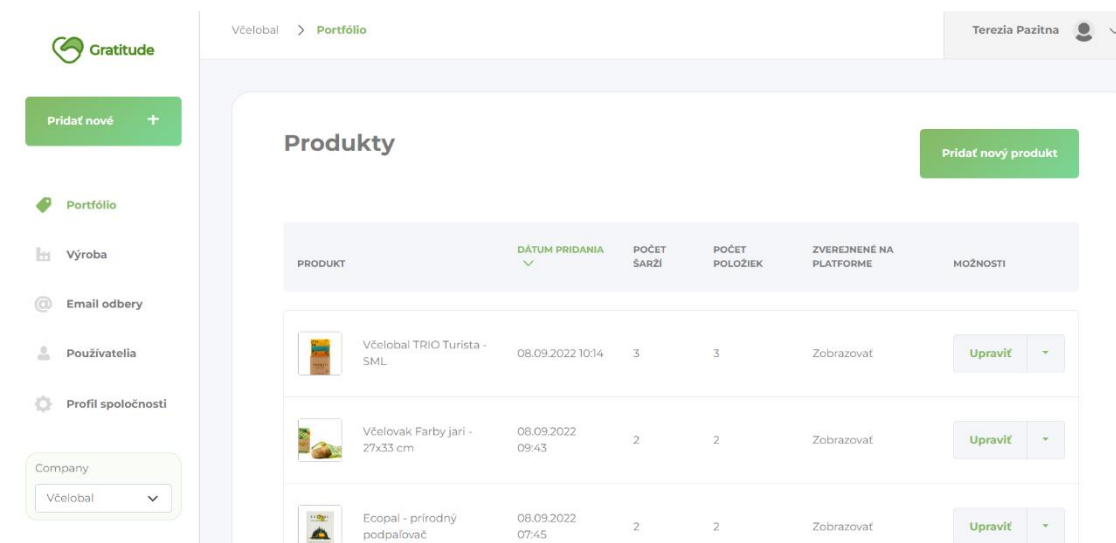 Gratitude
Včelobal > Portfólio
Terezia Pazitna
Pridať nové +
Portfólio
Výroba
Email odbery
Používatelia
Profil spoločnosti
Company
Včelobal
Produkty
Pridať nový produkt
PRODUKT
DÁTUM PRIDANIA
POČET
ŠARŽÍ
POČET
POLOŽIEK
ZVEREJNENÉ NA
PLATFORME
MOŽNOSTI
Včelobal TRIO Turista -
SML
08.09.2022 10:14
3
3
Zobrazovať
Upraviť
Včelovak Farby jari -
27x33 cm
08.09.2022
09:43
2
2
Zobrazovať
Upraviť
Ecopal - prírodný
podpaľovač
08.09.2022
07:45
2
2
Zobrazovať
Upraviť